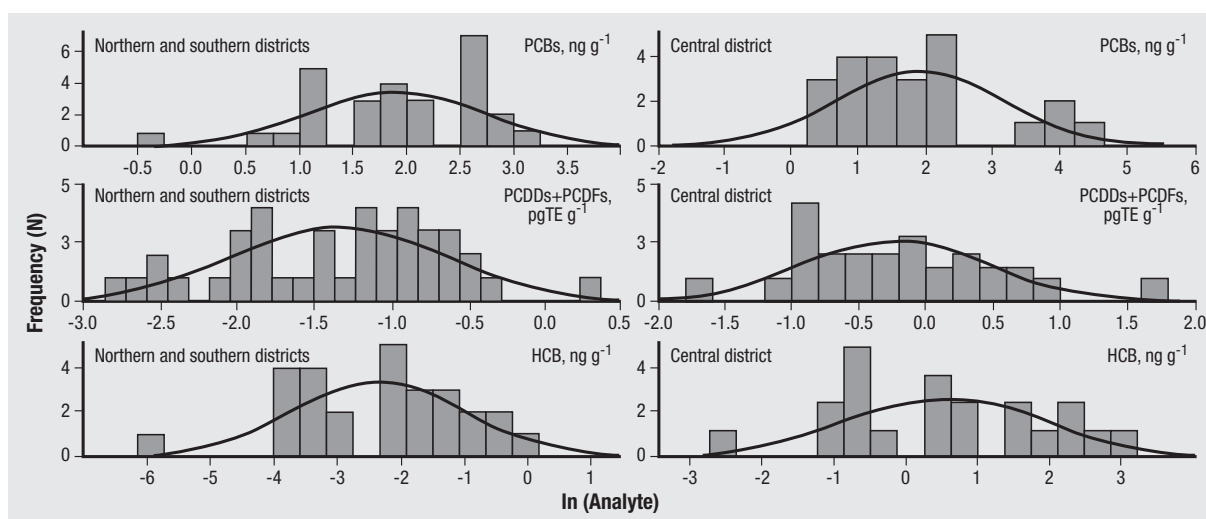 Northern and southern districts
PCBs, ng g⁻¹
6
4
2
0
-0.5 0.0 0.5 1.0 1.5 2.0 2.5 3.0 3.5
Central district
PCBs, ng g⁻¹
4
2
0
-2 -1 0 1 2 3 4 5 6
Northern and southern districts
PCDDs+PCDFs,
pgTE g⁻¹
5
3
0
-3.0 -2.5 -2.0 -1.5 -1.0 -0.5 0.0 0.5
Central district
PCDDs+PCDFs,
pgTE g⁻¹
5
3
0
-2.0 -1.5 -1.0 -0.5 0.0 0.5 1.0 1.5 2.0
Northern and southern districts
HCB, ng g⁻¹
4
2
0
-6 -5 -4 -3 -2 -1 0 1
Central district
HCB, ng g⁻¹
4
2
0
-3 -2 -1 0 1 2 3
Frequency (N)
In (Analyte)